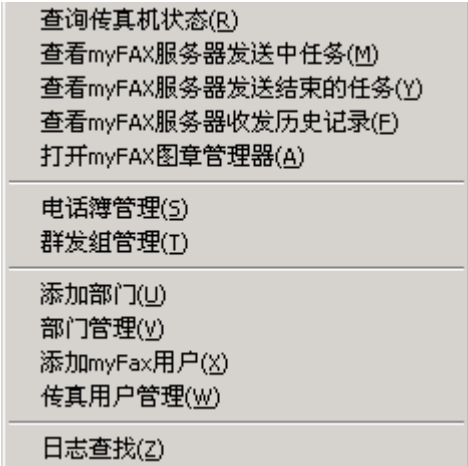 查询传真机状态(R)
查看myFAX服务器发送中任务(M)
查看myFAX服务器发送结束的任务(Y)
查看myFAX服务器收发历史记录(F)
打开myFAX图章管理器(A)
电话簿管理(S)
群发组管理(T)
添加部门(U)
部门管理(V)
添加myFax用户(X)
传真用户管理(W)
日志查找(Z)